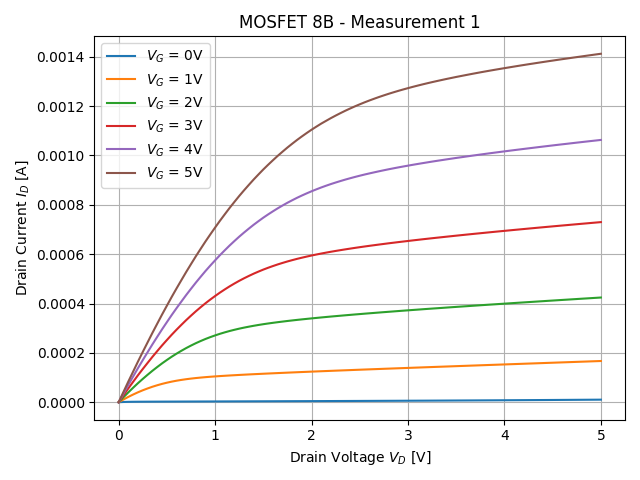 MOSFET 8B - Measurement 1
V_G = 0V
V_G = 1V
V_G = 2V
V_G = 3V
V_G = 4V
V_G = 5V
Drain Current I_D [A]
0.0014
0.0012
0.0010
0.0008
0.0006
0.0004
0.0002
0.0000
0 1 2 3 4 5
Drain Voltage V_D [V]